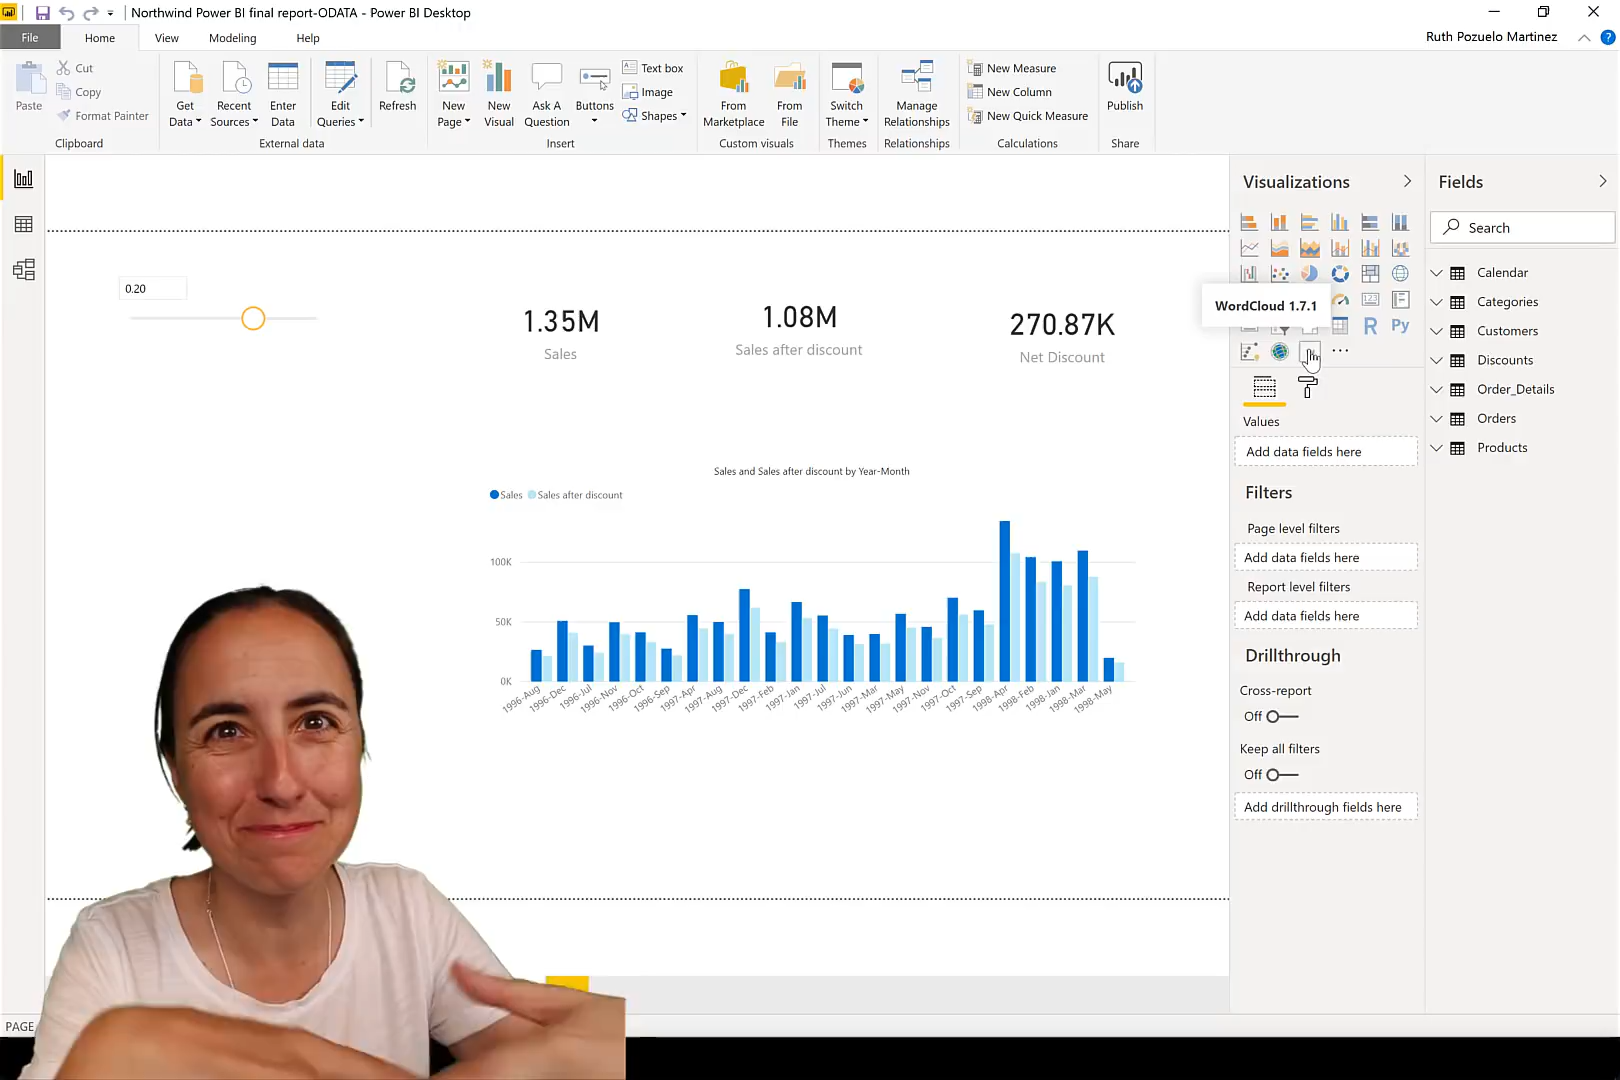 Northwind Power BI final report-ODATA - Power BI Desktop
File
Home
View
Modeling
Help
Ruth Pozuelo Martinez
Paste
Cut
Copy
Format Painter
Clipboard
Get Data
Recent Sources
Enter Data
Edit Queries
Refresh
External data
New Page
New Visual
Ask A Question
Buttons
Text box
Image
Shapes
Insert
From Marketplace
From File
Custom visuals
Switch Theme
Themes
Manage Relationships
Relationships
New Measure
New Column
New Quick Measure
Calculations
Publish
Share
0.20
1.35M
Sales
1.08M
Sales after discount
270.87K
Net Discount
Sales and Sales after discount by Year-Month
Sales
Sales after discount
100K
50K
0K
1996-Aug
1996-Dec
1996-Jul
1996-Nov
1996-Oct
1996-Sep
1997-Apr
1997-Aug
1997-Dec
1997-Feb
1997-Jan
1997-Jul
1997-Jun
1997-Mar
1997-May
1997-Nov
1997-Oct
1997-Sep
1998-Apr
1998-Feb
1998-Jan
1998-Mar
1998-May
PAGE
Visualizations
WordCloud 1.7.1
123
R
Py
Values
Add data fields here
Filters
Page level filters
Add data fields here
Report level filters
Add data fields here
Drillthrough
Cross-report
Off
Keep all filters
Off
Add drillthrough fields here
Fields
Search
Calendar
Categories
Customers
Discounts
Order_Details
Orders
Products